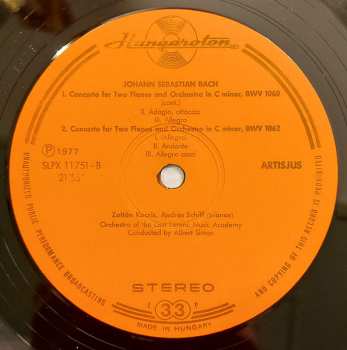 Hungaroton
JOHANN SEBASTIAN BACH
1. Concerto for Two Pianos and Orchestra in C minor, BWV 1060
(cont.)
II. Adagio, attacca
III. Allegro
2. Concerto for Two Pianos and Orchestra in C minor, BWV 1062
I. Allegro
II. Andante
III. Allegro assai
Ⓟ 1977
SLPX 11751-B
ARTISJUS
Zoltán Kocsis, András Schiff (pianos)
Orchestra of the Liszt Ferenc Music Academy
Conducted by Albert Simon
STEREO
33
MADE IN HUNGARY
UNAUTHORIZED PUBLIC PERFORMANCE BROADCASTING
AND COPYING OF THIS RECORD IS PROHIBITED